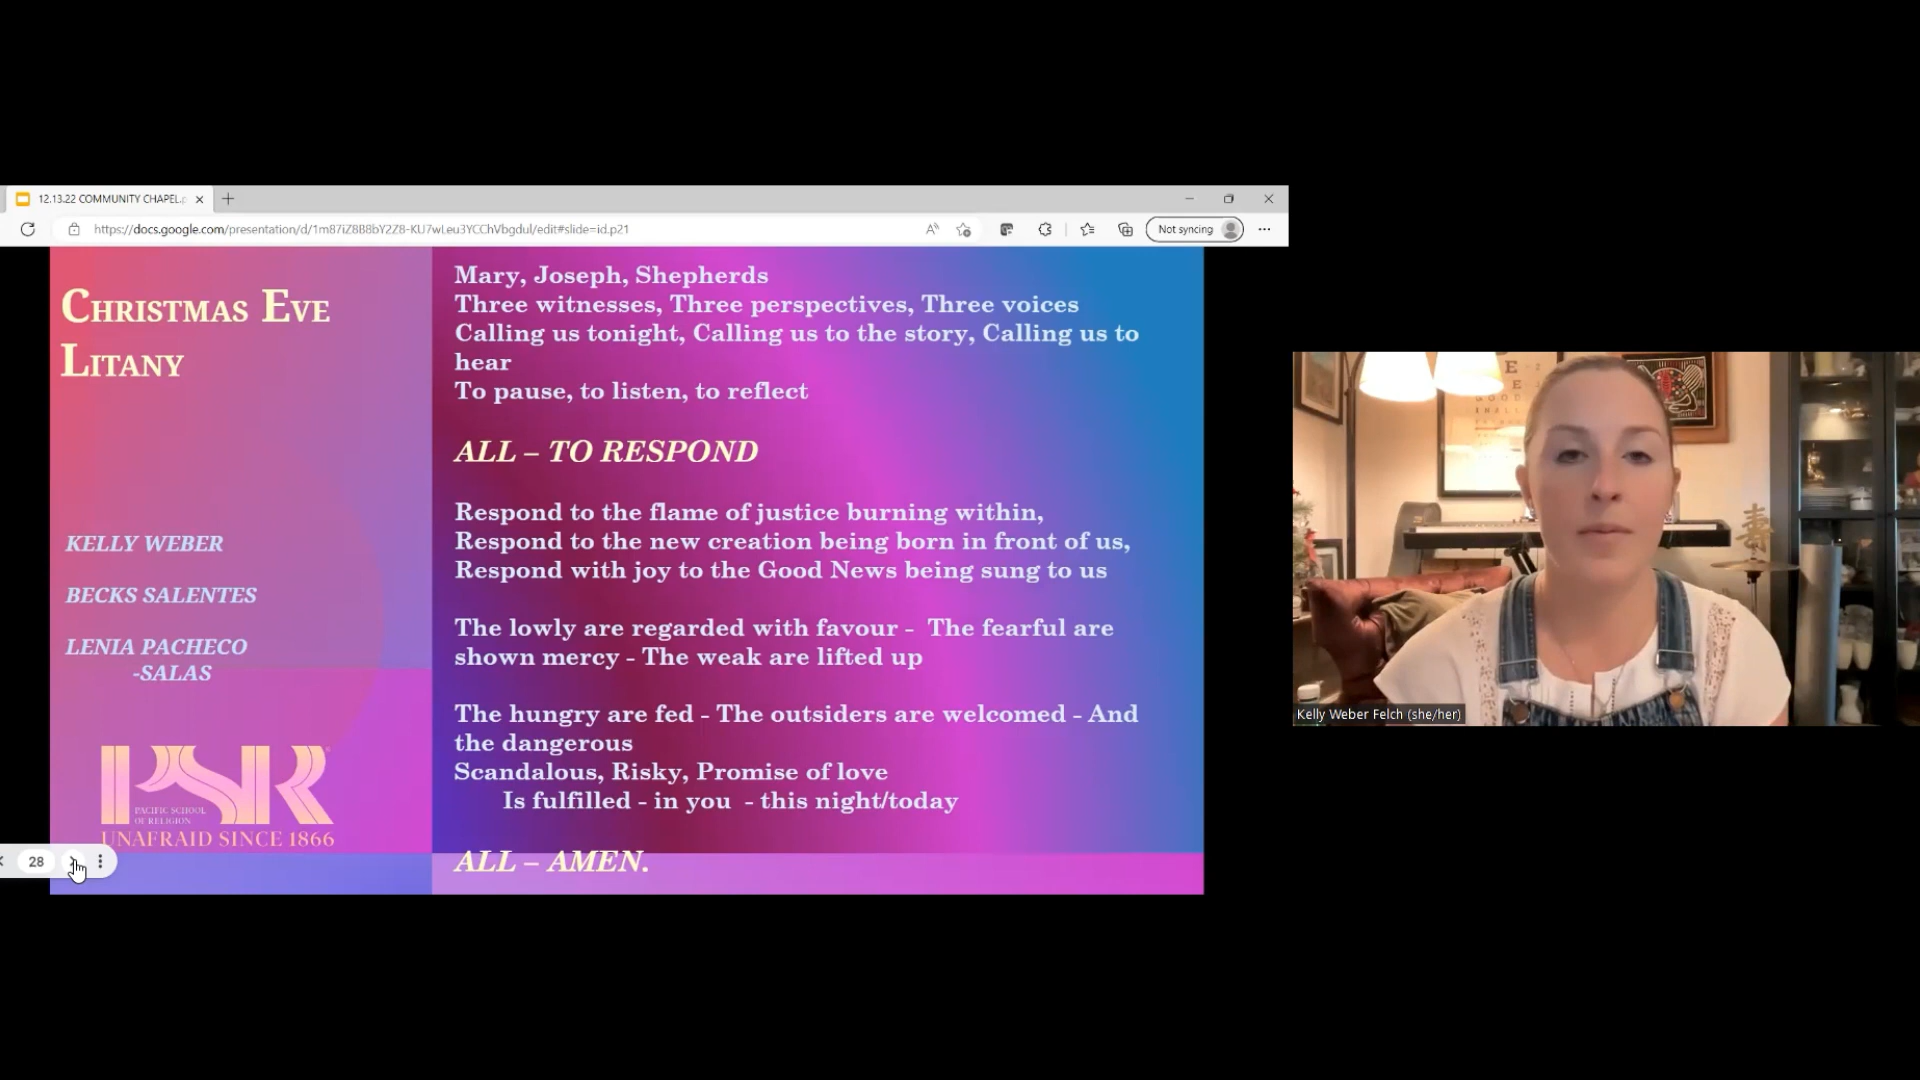 12.13.22 COMMUNITY CHAPEL.p
https://docs.google.com/presentation/d/1m87iZ8B8bY2Z8-KU7wLeu3YCChVbgdul/edit#slide=id.p21
Not syncing
CHRISTMAS EVE
LITANY
KELLY WEBER
BECKS SALENTES
LENIA PACHECO
-SALAS
PSR
PACIFIC SCHOOL
OF RELIGION
UNAFRAID SINCE 1866
28
Mary, Joseph, Shepherds
Three witnesses, Three perspectives, Three voices
Calling us tonight, Calling us to the story, Calling us to
hear
To pause, to listen, to reflect
ALL – TO RESPOND
Respond to the flame of justice burning within,
Respond to the new creation being born in front of us,
Respond with joy to the Good News being sung to us
The lowly are regarded with favour - The fearful are
shown mercy - The weak are lifted up
The hungry are fed - The outsiders are welcomed - And
the dangerous
Scandalous, Risky, Promise of love
Is fulfilled - in you - this night/today
ALL – AMEN.
Kelly Weber Felch (she/her)